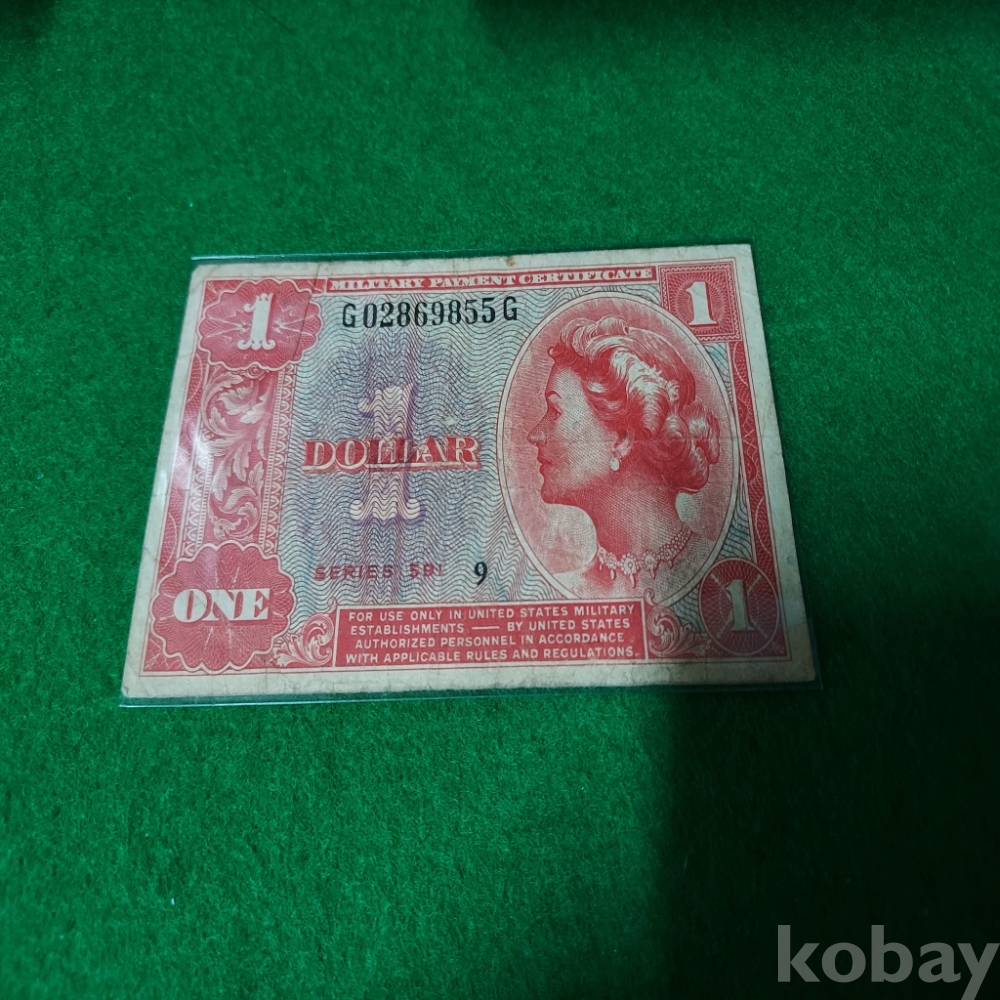 MILITARY PAYMENT CERTIFICATE
1
G02869855G
1
1
DOLLAR
SERIES 591
9
ONE
FOR USE ONLY IN UNITED STATES MILITARY
ESTABLISHMENTS — BY UNITED STATES
AUTHORIZED PERSONNEL IN ACCORDANCE
WITH APPLICABLE RULES AND REGULATIONS.
1
kobay